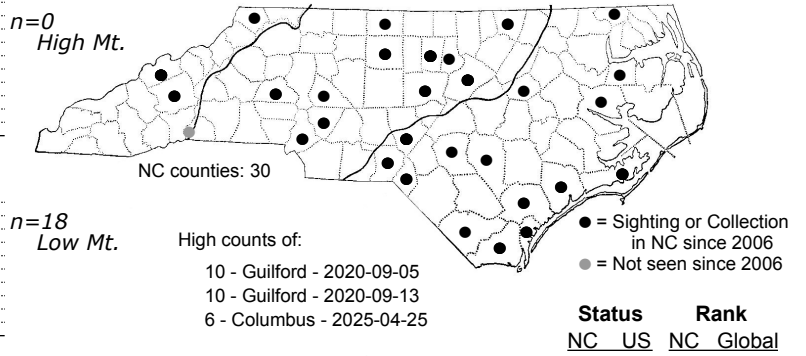 n=0
High Mt.
NC counties: 30
n=18
Low Mt.
High counts of:
10 - Guilford - 2020-09-05
10 - Guilford - 2020-09-13
6 - Columbus - 2025-04-25
● = Sighting or Collection
in NC since 2006
● = Not seen since 2006
Status Rank
NC US NC Global